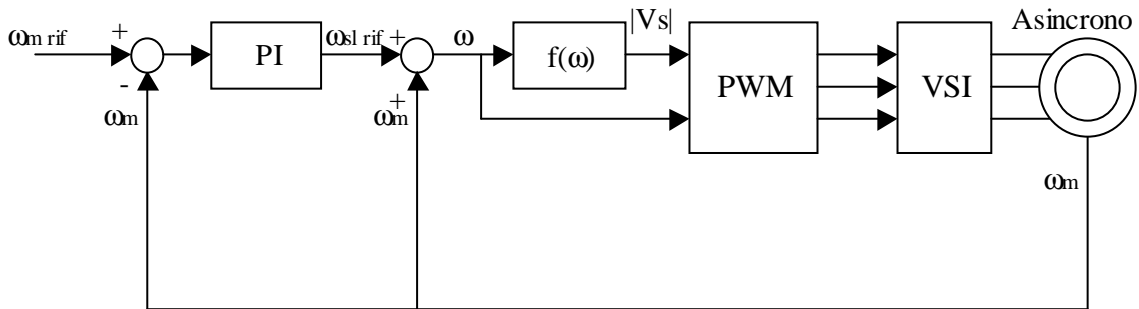 ωm rif
+
-
ωm
PI
ωsl rif
+
ωm
+
ω
f(ω)
|Vs|
PWM
VSI
Asincrono
ωm